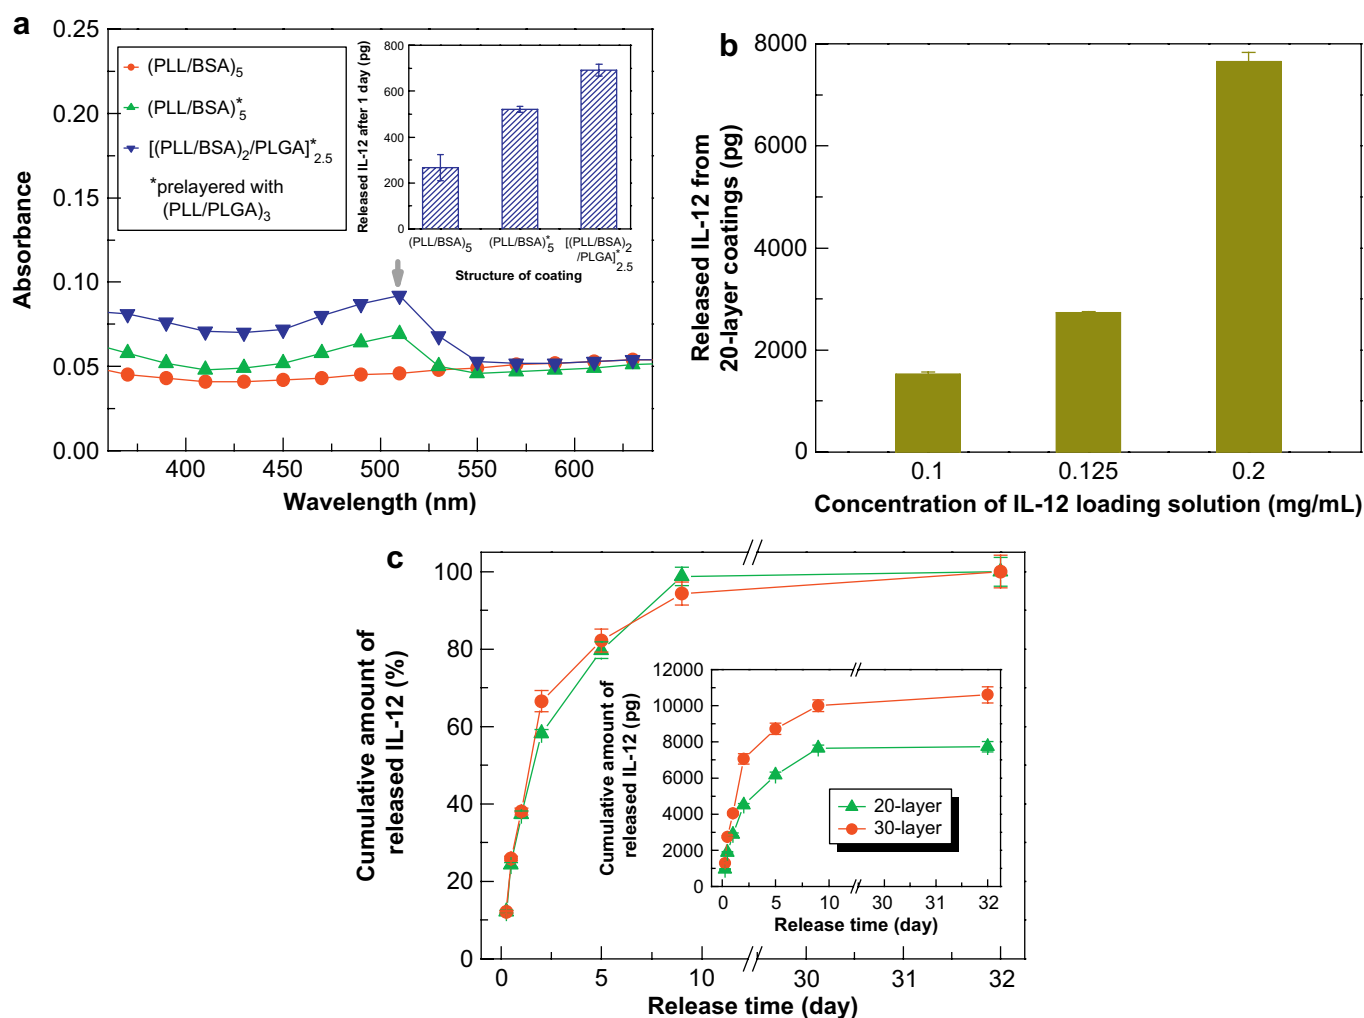 a
0.25
0.20
0.15
0.10
0.05
0.00
Absorbance
400
450
500
550
600
Wavelength (nm)
(PLL/BSA)5
(PLL/BSA)*5
[(PLL/BSA)2/PLGA]*2.5
*prelayered with
(PLL/PLGA)3
800
600
400
200
0
Released IL-12 after 1 day (pg)
(PLL/BSA)5
(PLL/BSA)*5
[(PLL/BSA)2
/PLGA]*2.5
Structure of coating
b
8000
6000
4000
2000
0
Released IL-12 from
20-layer coatings (pg)
0.1
0.125
0.2
Concentration of IL-12 loading solution (mg/mL)
c
100
80
60
40
20
0
Cumulative amount of
released IL-12 (%)
0
5
10
30
31
32
Release time (day)
12000
10000
8000
6000
4000
2000
0
Cumulative amount of
released IL-12 (pg)
20-layer
30-layer
0
5
10
30
31
32
Release time (day)